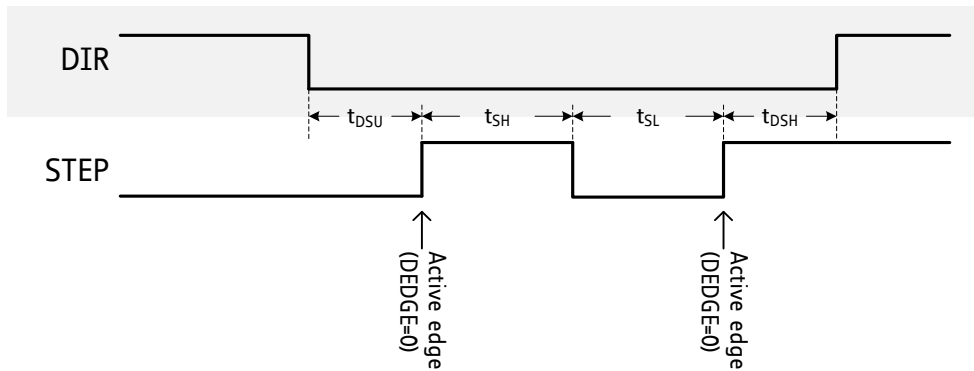 DIR
tDSU
tSH
tSL
tDSH
STEP
Active edge
(DEDGE=0)
Active edge
(DEDGE=0)